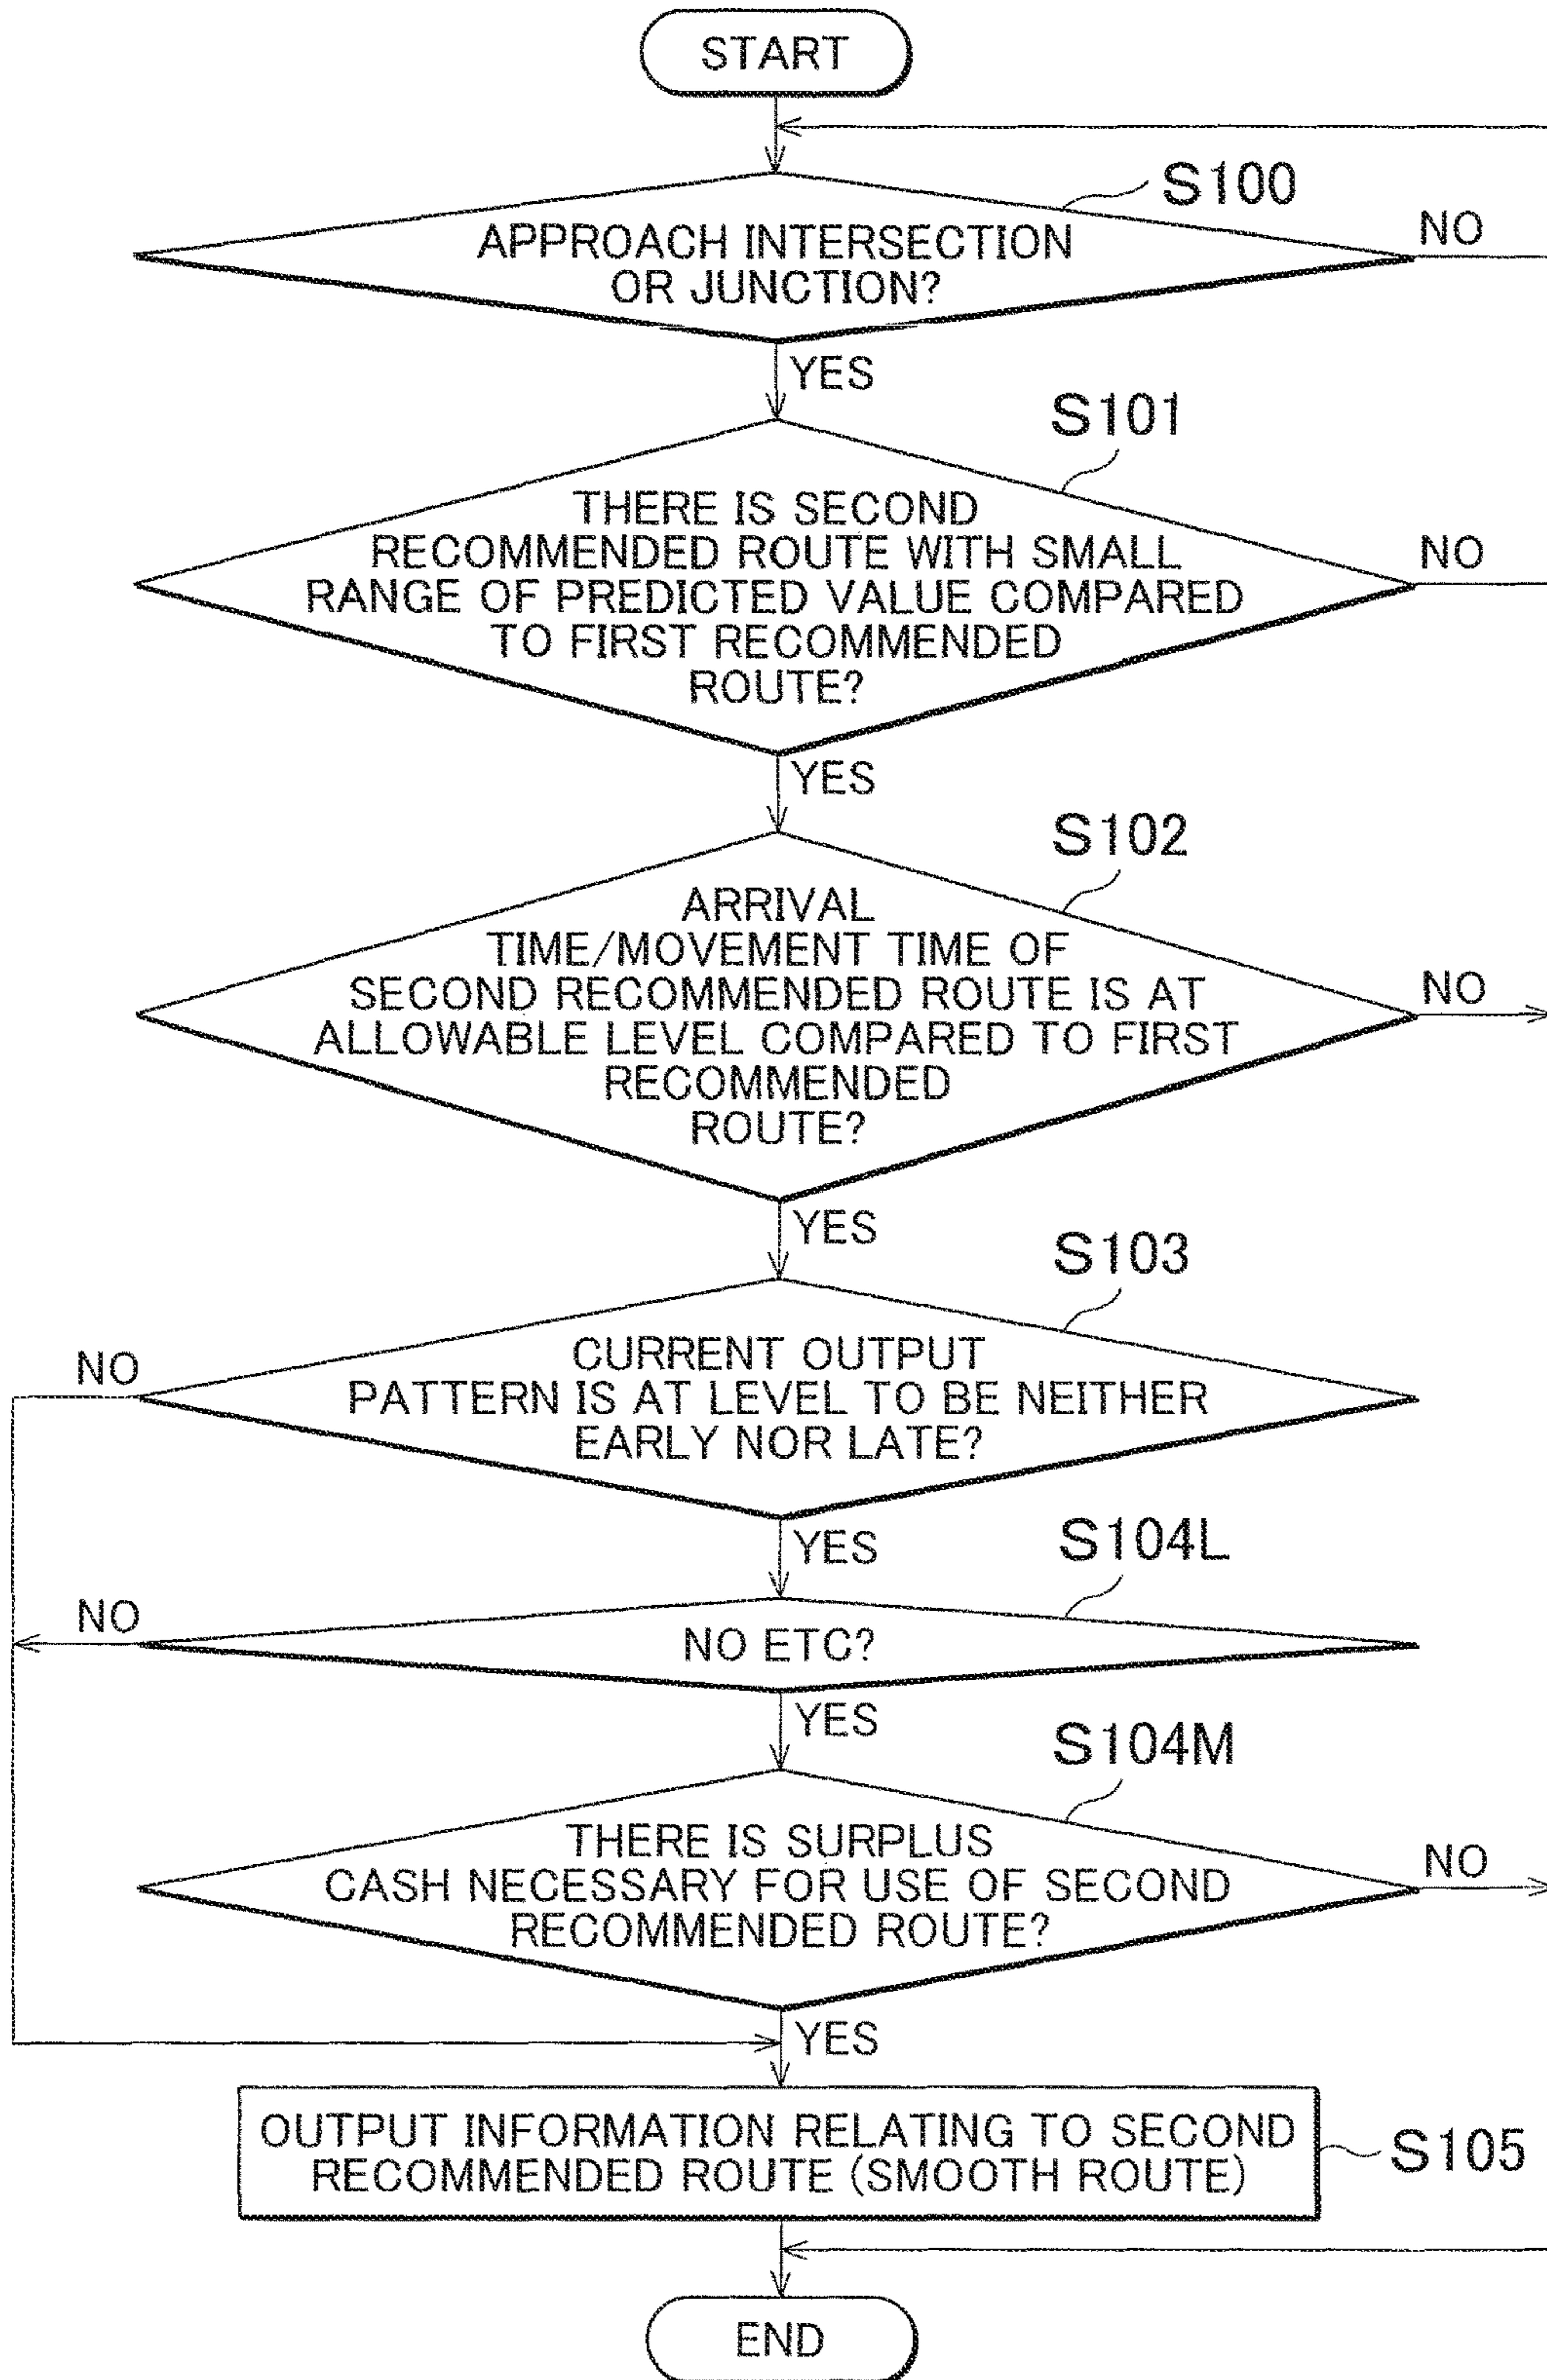 START
S100
APPROACH INTERSECTION
OR JUNCTION?
NO
YES
S101
THERE IS SECOND
RECOMMENDED ROUTE WITH SMALL
RANGE OF PREDICTED VALUE COMPARED
TO FIRST RECOMMENDED
ROUTE?
NO
YES
S102
ARRIVAL
TIME/MOVEMENT TIME OF
SECOND RECOMMENDED ROUTE IS AT
ALLOWABLE LEVEL COMPARED TO FIRST
RECOMMENDED
ROUTE?
NO
YES
S103
CURRENT OUTPUT
PATTERN IS AT LEVEL TO BE NEITHER
EARLY NOR LATE?
NO
YES
S104L
NO ETC?
NO
YES
S104M
THERE IS SURPLUS
CASH NECESSARY FOR USE OF SECOND
RECOMMENDED ROUTE?
NO
YES
OUTPUT INFORMATION RELATING TO SECOND
RECOMMENDED ROUTE (SMOOTH ROUTE)
S105
END